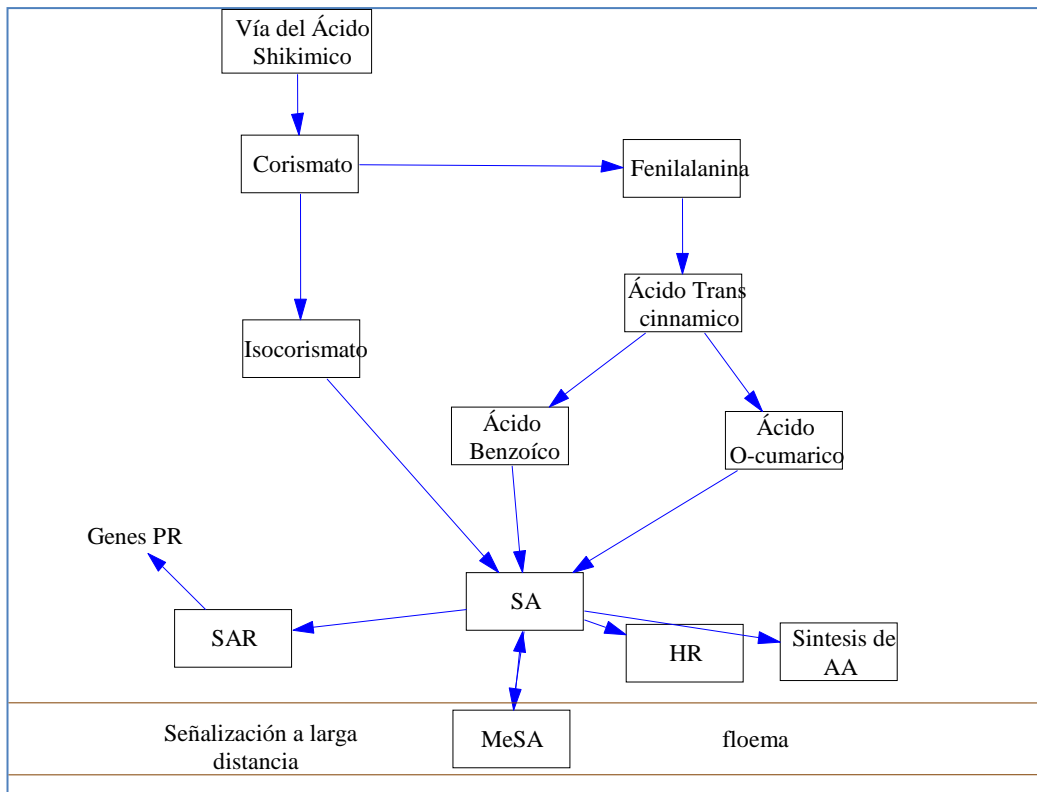 Vía del Ácido
Shikimico
Corismato
Fenilalanina
Ácido Trans
cinnamico
Isocorismato
Ácido
Benzoíco
Ácido
O-cumarico
Genes PR
SA
SAR
HR
Sintesis de
AA
Señalización a larga
distancia
MeSA
floema